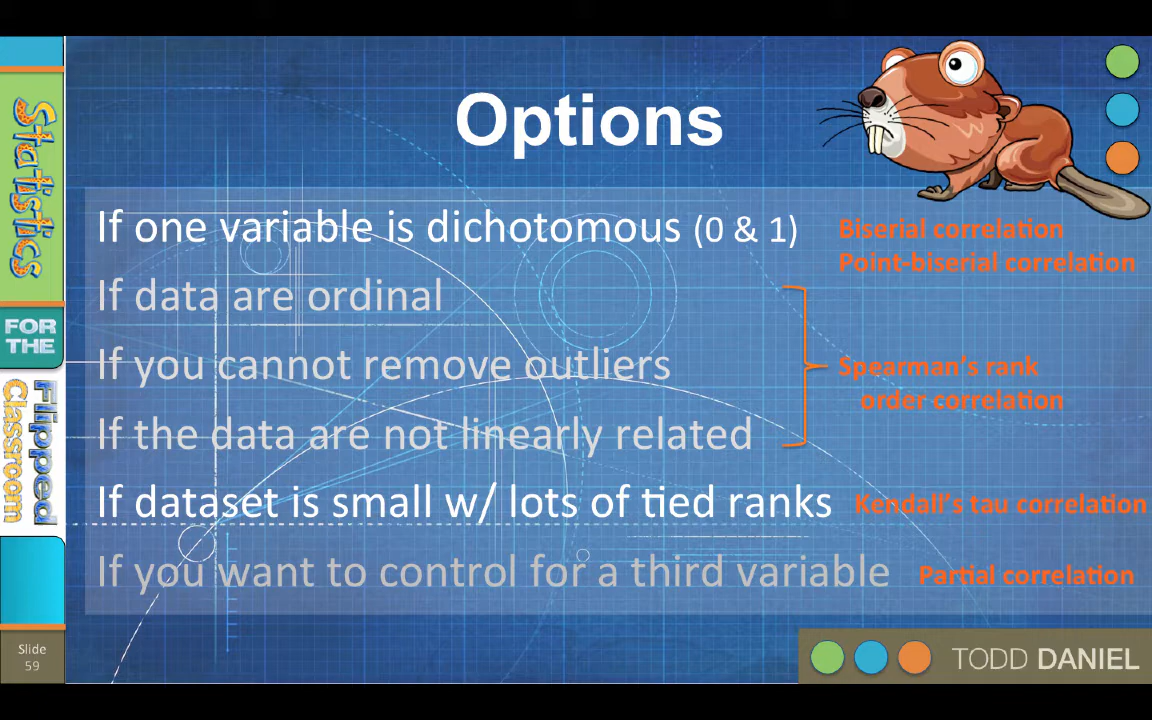 Options
If one variable is dichotomous (0 & 1)
Biserial correlation
Point-biserial correlation
If data are ordinal
If you cannot remove outliers
Spearman's rank
order correlation
If the data are not linearly related
If dataset is small w/ lots of tied ranks
Kendall's tau correlation
If you want to control for a third variable
Partial correlation
Statistics
FOR
THE
Flipped
Classroom
Slide
59
TODD DANIEL